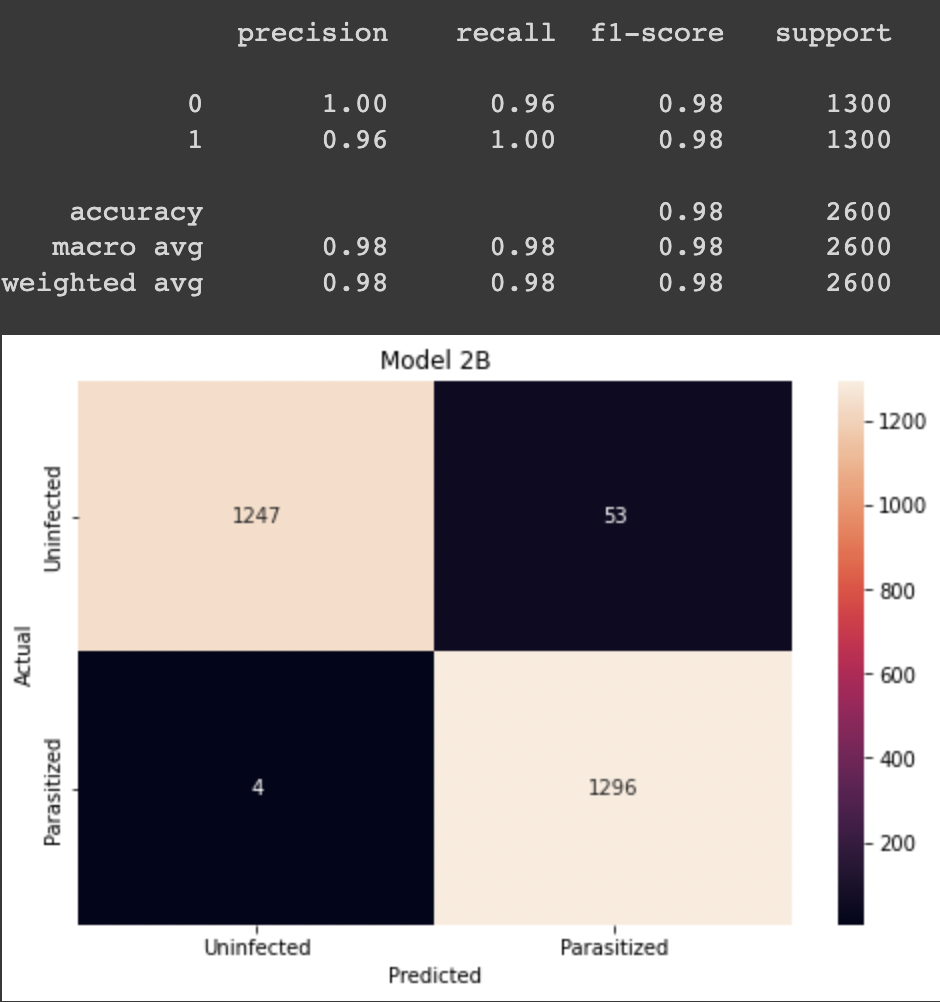 precision recall f1-score support
0 1.00 0.96 0.98 1300
1 0.96 1.00 0.98 1300
accuracy 0.98 2600
macro avg 0.98 0.98 0.98 2600
weighted avg 0.98 0.98 0.98 2600
Model 2B
1200
1000
800
600
400
200
Actual
Uninfected
1247 53
Parasitized
4 1296
Uninfected Parasitized
Predicted